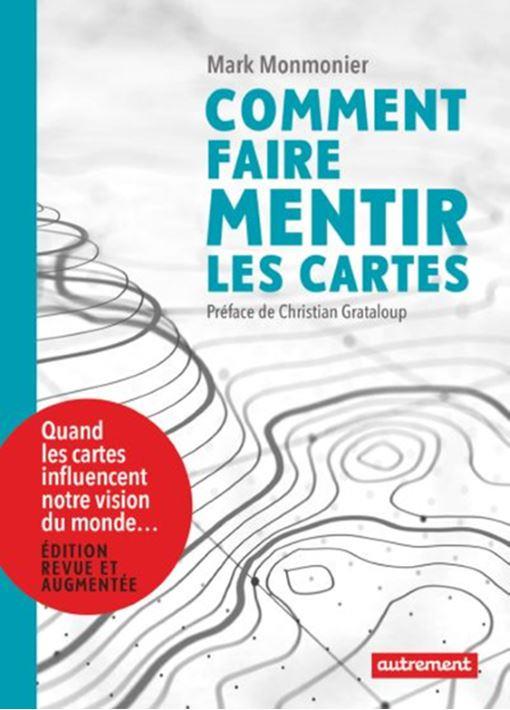 Mark Monmonier
COMMENT
FAIRE
MENTIR
LES CARTES
Préface de Christian Grataloup
Quand
les cartes
influencent
notre vision
du monde...
ÉDITION
REVUE ET
AUGMENTÉE
autrement